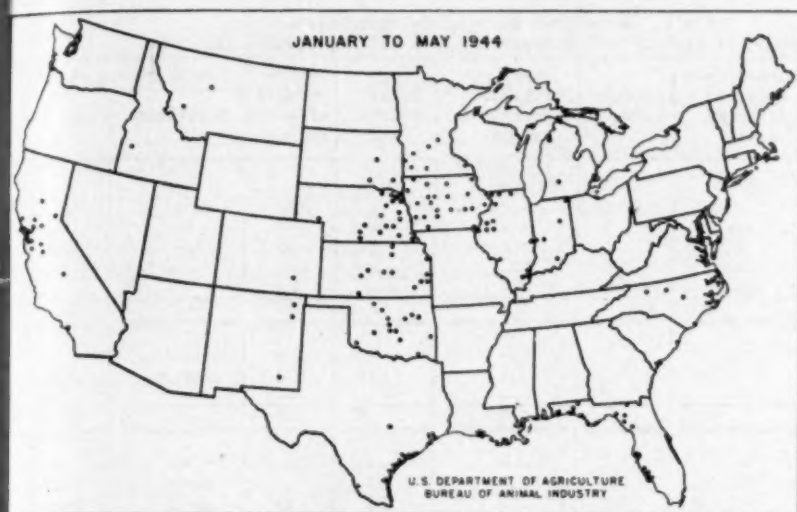 JANUARY TO MAY 1944
U.S. DEPARTMENT OF AGRICULTURE
BUREAU OF ANIMAL INDUSTRY